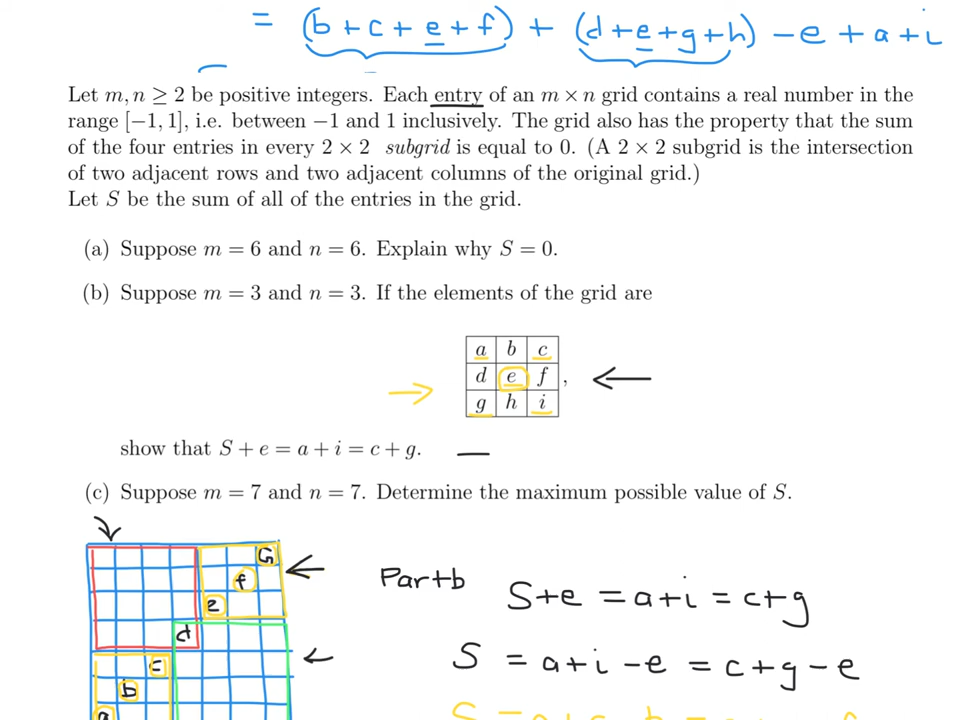 = (b + c + e + f) + (d + e + g + h) - e + a + i
Let m, n ≥ 2 be positive integers. Each entry of an m × n grid contains a real number in the
range [−1, 1], i.e. between −1 and 1 inclusively. The grid also has the property that the sum
of the four entries in every 2 × 2 subgrid is equal to 0. (A 2 × 2 subgrid is the intersection
of two adjacent rows and two adjacent columns of the original grid.)
Let S be the sum of all of the entries in the grid.
(a) Suppose m = 6 and n = 6. Explain why S = 0.
(b) Suppose m = 3 and n = 3. If the elements of the grid are
a b c
d e f ,
g h i
show that S + e = a + i = c + g.
(c) Suppose m = 7 and n = 7. Determine the maximum possible value of S.
G
f
e
d
c
b
a
Part b
S + e = a + i = c + g
S = a + i - e = c + g - e